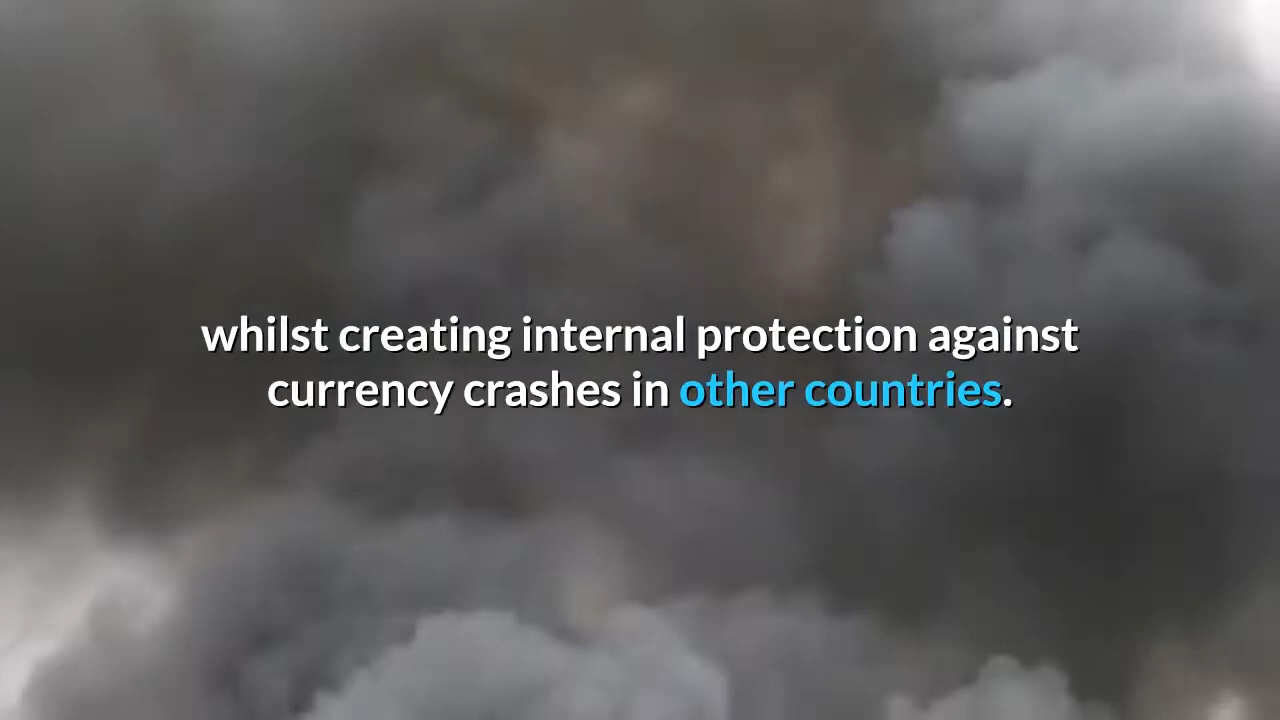 whilst creating internal protection against
currency crashes in other countries.